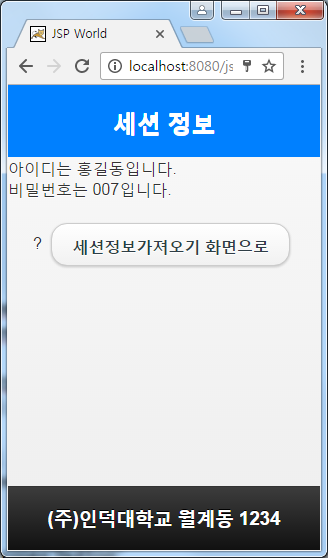 JSP World
localhost:8080/js
세션 정보
아이디는 홍길동입니다.
비밀번호는 007입니다.
? 세션정보가져오기 화면으로
(주)인덕대학교 월계동 1234